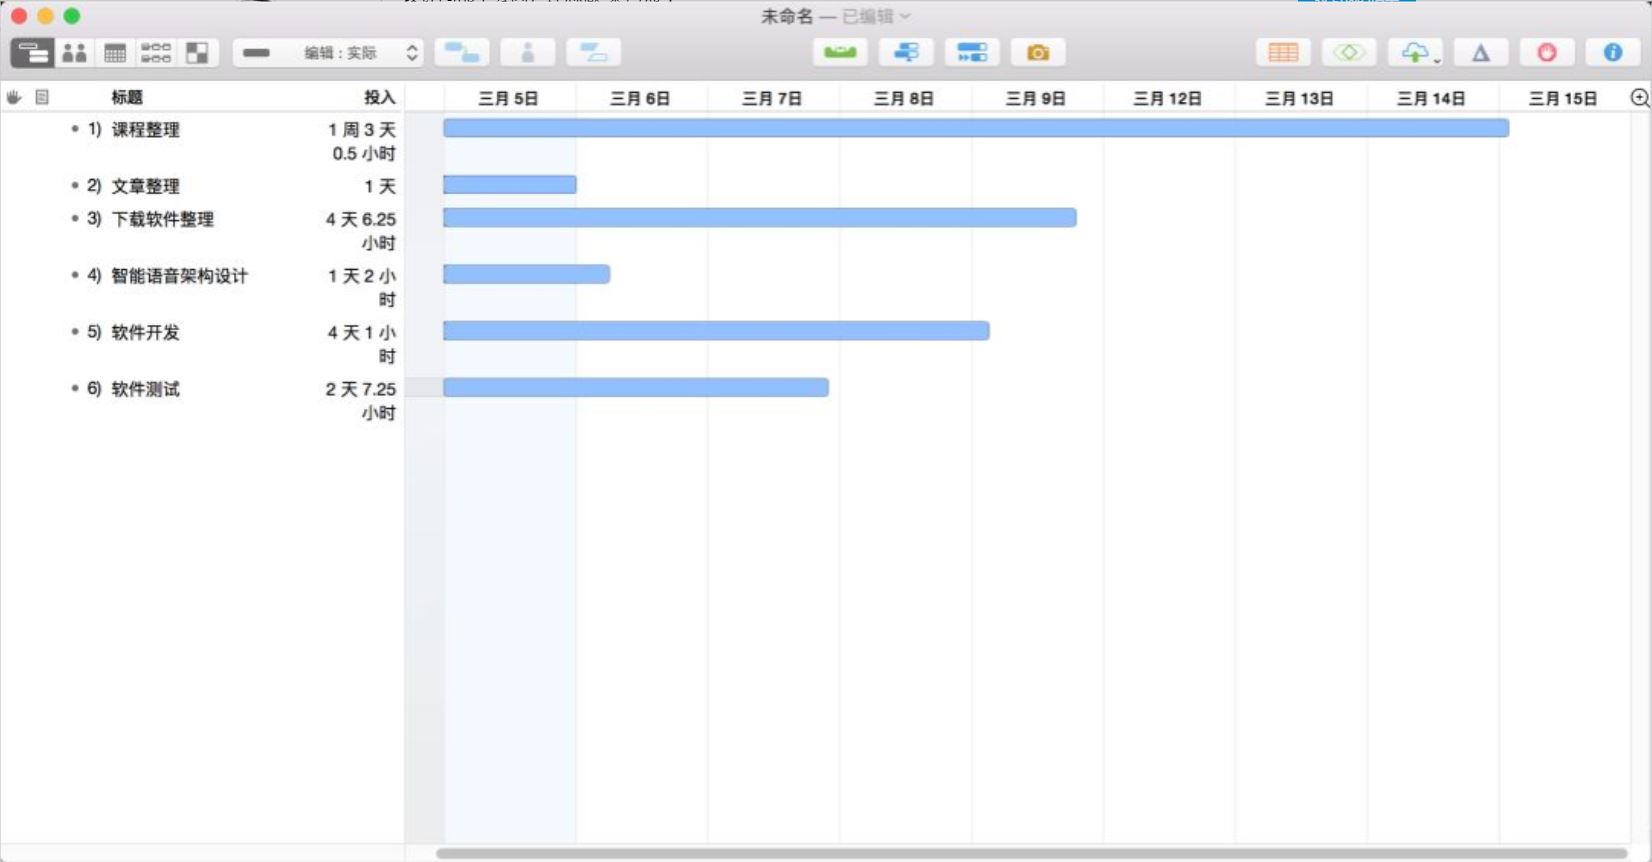 未命名 — 已编辑
编辑：实际
标题 投入 三月 5日 三月 6日 三月 7日 三月 8日 三月 9日 三月 12日 三月 13日 三月 14日 三月 15日
1) 课程整理 1 周 3 天
0.5 小时
2) 文章整理 1 天
3) 下载软件整理 4 天 6.25
小时
4) 智能语音架构设计 1 天 2 小
时
5) 软件开发 4 天 1 小
时
6) 软件测试 2 天 7.25
小时